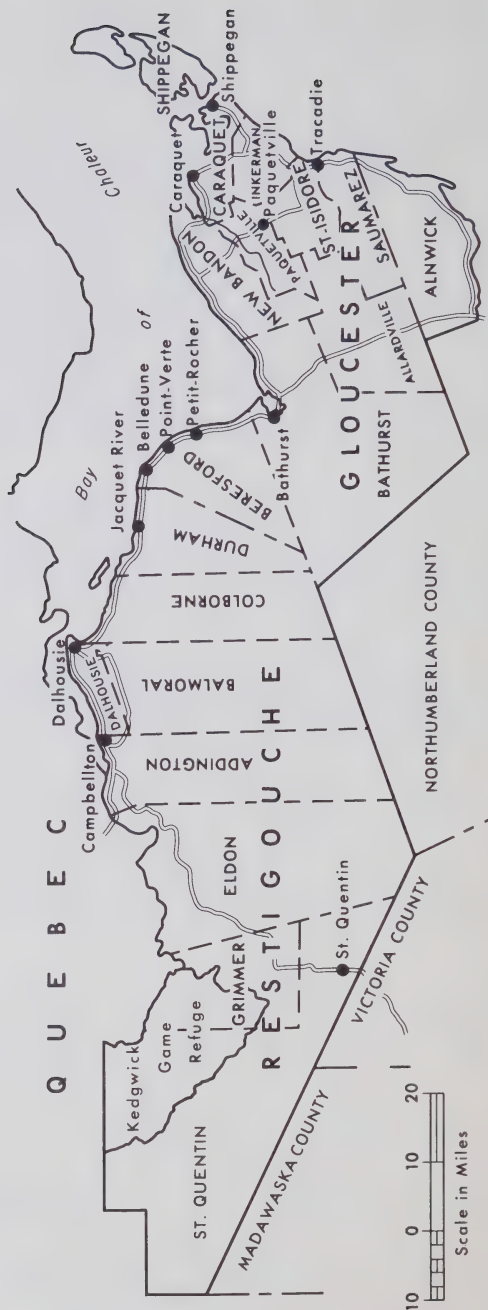 QUEBEC
Bay
of
Chaleur
Dalhousie
Campbellton
DALHOUSIE
Jacquet River
Belledune
Point-Verte
Petit-Rocher
Bathurst
Caraquet
SHIPPEGAN
Shippegan
CARAQUET
INKERMAN
PAQUETVILLE
Paquetville
NEW BANDON
ST-ISIDORE
Tracadie
SAUMAREZ
ALNWICK
ALLARDVILLE
GLOUCESTER
BATHURST
BERESFORD
DURHAM
COLBORNE
BALMORAL
ADDINGTON
ELDON
RESTIGOUCHE
GRIMMER
Kedgwick
Game
Refuge
ST. QUENTIN
St. Quentin
MADAWASKA COUNTY
VICTORIA COUNTY
NORTHUMBERLAND COUNTY
10 0 10 20
Scale in Miles